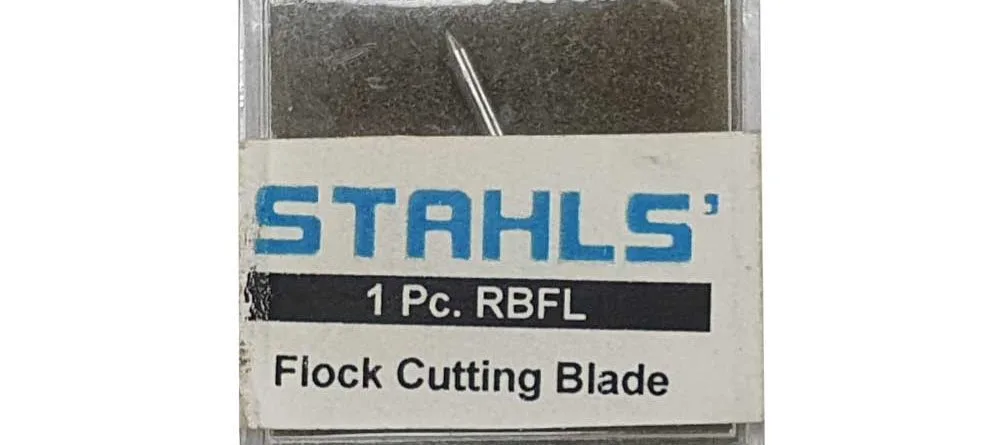 STAHLS'
1 Pc. RBFL
Flock Cutting Blade